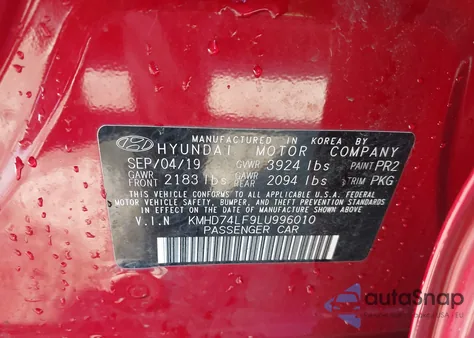 MANUFACTURED IN KOREA BY
HYUNDAI MOTOR COMPANY
SEP/04/19 GVWR 3924 lbs PAINT PR2
GAWR FRONT 2183 lbs GAWR REAR 2094 lbs TRIM PKG
THIS VEHICLE CONFORMS TO ALL APPLICABLE U.S.A FEDERAL
MOTOR VEHICLE SAFETY, BUMPER, AND THEFT PREVENTION STANDARDS
IN EFFECT ON THE DATE OF MANUFACTURE SHOWN ABOVE.
V.I.N KMHD74LF9LU996010
PASSENGER CAR
autoSnap